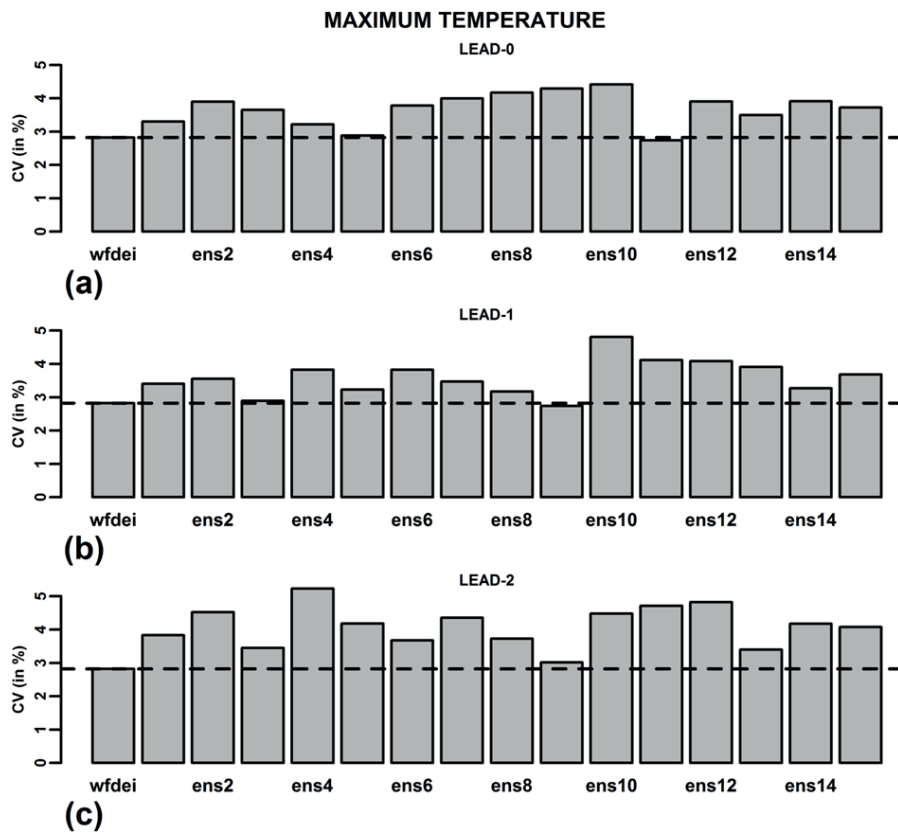 MAXIMUM TEMPERATURE
LEAD-0
CV (in %)
5
4
3
2
1
0
wfdei ens2 ens4 ens6 ens8 ens10 ens12 ens14
(a)
LEAD-1
CV (in %)
5
4
3
2
1
0
wfdei ens2 ens4 ens6 ens8 ens10 ens12 ens14
(b)
LEAD-2
CV (in %)
5
4
3
2
1
0
wfdei ens2 ens4 ens6 ens8 ens10 ens12 ens14
(c)